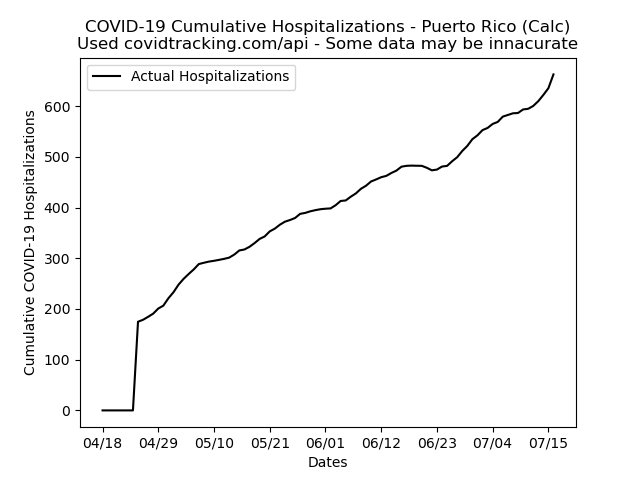 COVID-19 Cumulative Hospitalizations - Puerto Rico (Calc)
Used covidtracking.com/api - Some data may be innacurate
Actual Hospitalizations
Cumulative COVID-19 Hospitalizations
600
500
400
300
200
100
0
04/18 04/29 05/10 05/21 06/01 06/12 06/23 07/04 07/15
Dates